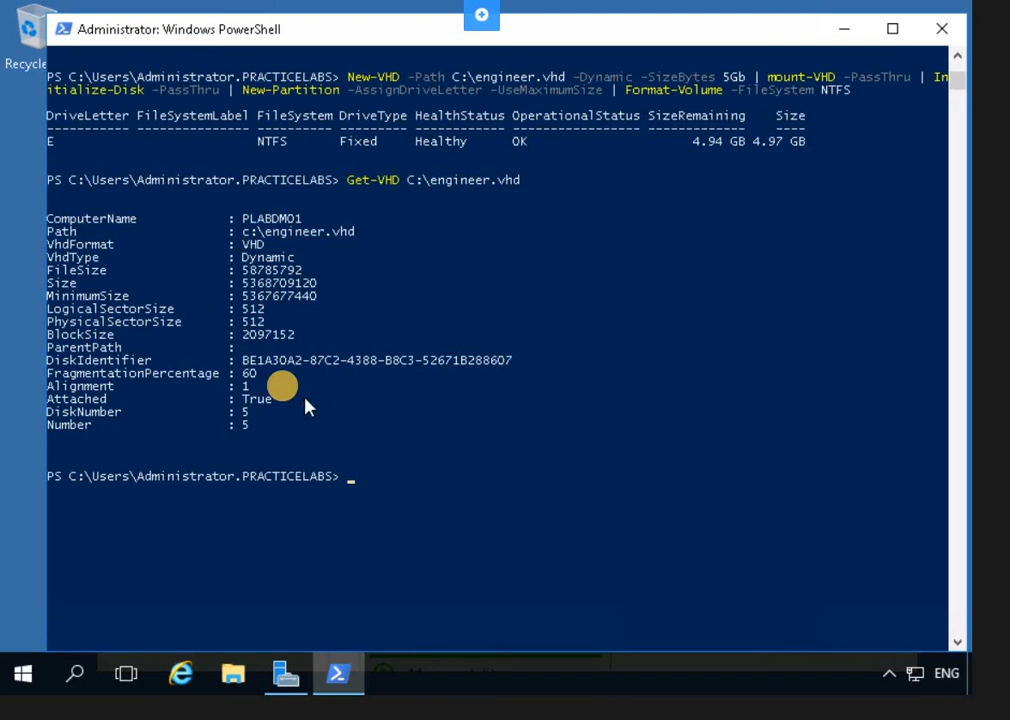 Administrator: Windows PowerShell
Recycle
PS C:\Users\Administrator.PRACTICELABS> New-VHD -Path C:\engineer.vhd -Dynamic -SizeBytes 5Gb | mount-VHD -PassThru | In
itialize-Disk -PassThru | New-Partition -AssignDriveLetter -UseMaximumSize | Format-Volume -FileSystem NTFS
DriveLetter FileSystemLabel FileSystem DriveType HealthStatus OperationalStatus SizeRemaining Size
----------- --------------- ---------- --------- ------------ ----------------- ------------- ----
E NTFS Fixed Healthy OK 4.94 GB 4.97 GB
PS C:\Users\Administrator.PRACTICELABS> Get-VHD C:\engineer.vhd
ComputerName : PLABDM01
Path : c:\engineer.vhd
VhdFormat : VHD
VhdType : Dynamic
FileSize : 58785792
Size : 5368709120
MinimumSize : 5367677440
LogicalSectorSize : 512
PhysicalSectorSize : 512
BlockSize : 2097152
ParentPath :
DiskIdentifier : BE1A30A2-87C2-4388-B8C3-52671B288607
FragmentationPercentage : 60
Alignment : 1
Attached : True
DiskNumber : 5
Number : 5
PS C:\Users\Administrator.PRACTICELABS> _
ENG